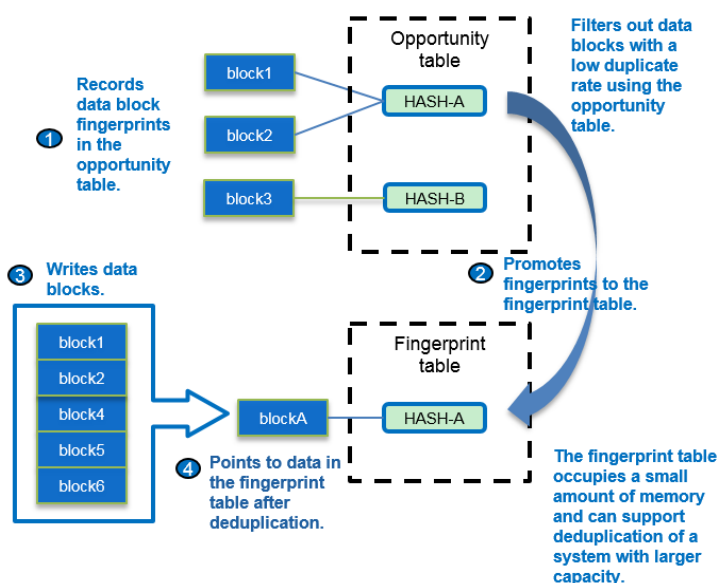 Opportunity
table
Filters out data
blocks with a
low duplicate
rate using the
opportunity
table.
block1
HASH-A
Records
data block
fingerprints
in the
opportunity
table.
1
block2
block3
HASH-B
3
Writes data
blocks.
2
Promotes
fingerprints to the
fingerprint table.
block1
block2
block4
block5
block6
Fingerprint
table
blockA
HASH-A
4
Points to data in
the fingerprint
table after
deduplication.
The fingerprint table
occupies a small
amount of memory
and can support
deduplication of a
system with larger
capacity.